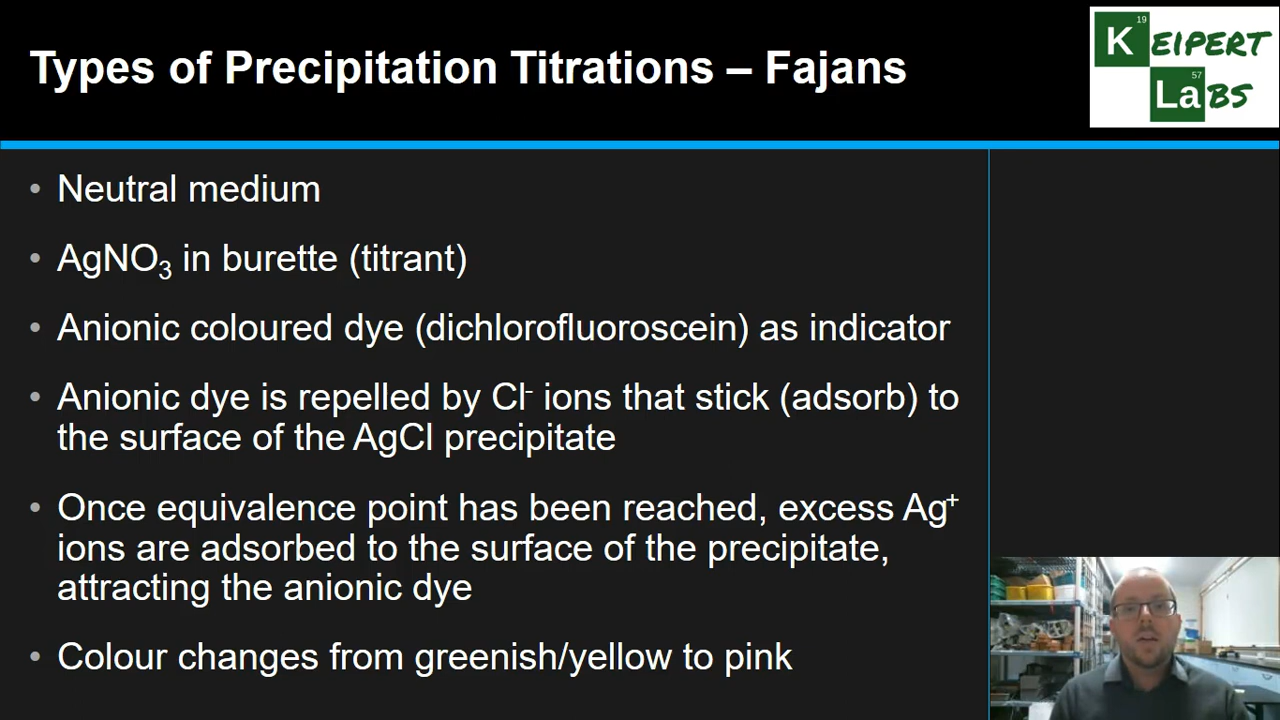 Types of Precipitation Titrations – Fajans
19
KEIPERT
57
LaBS
• Neutral medium
• AgNO₃ in burette (titrant)
• Anionic coloured dye (dichlorofluoroscein) as indicator
• Anionic dye is repelled by Cl⁻ ions that stick (adsorb) to
the surface of the AgCl precipitate
• Once equivalence point has been reached, excess Ag⁺
ions are adsorbed to the surface of the precipitate,
attracting the anionic dye
• Colour changes from greenish/yellow to pink